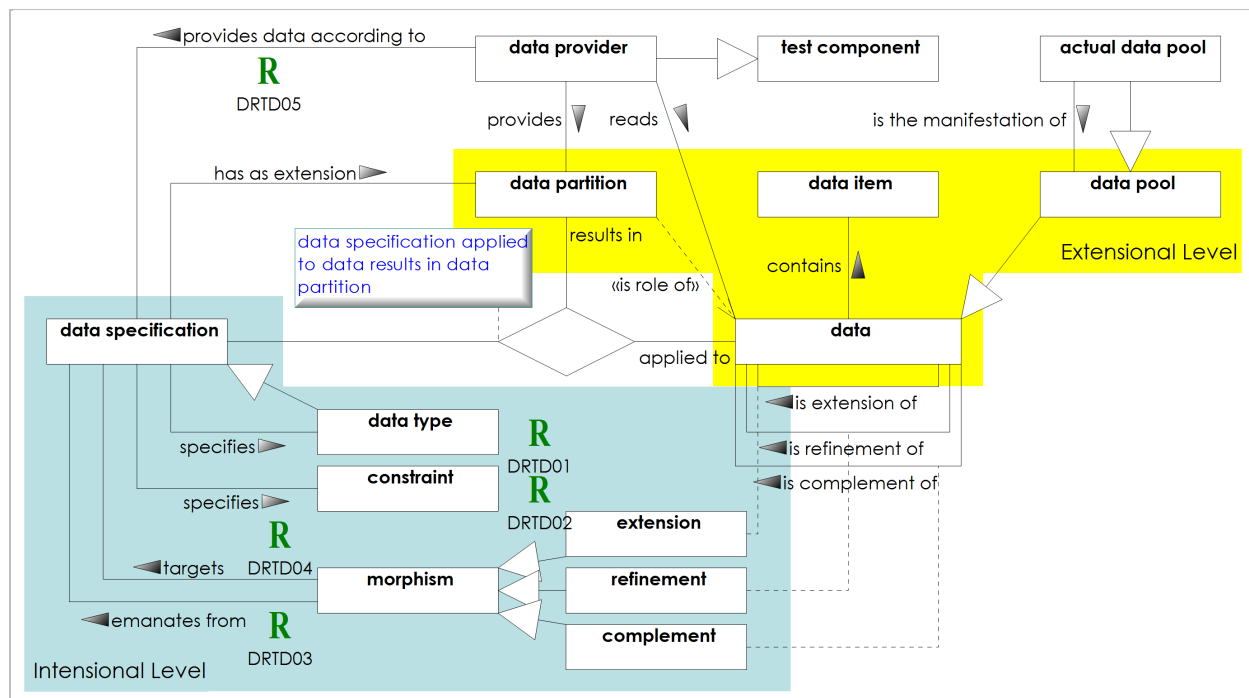 provides data according to
data provider
test component
actual data pool
R
DRTD05
provides
reads
is the manifestation of
has as extension
data partition
data item
data pool
data specification applied
to data results in data
partition
results in
contains
Extensional Level
«is role of»
data specification
data
applied to
is extension of
data type
specifies
R
DRTD01
is refinement of
constraint
specifies
R
DRTD02
is complement of
extension
R
DRTD04
targets
morphism
refinement
emanates from
R
DRTD03
complement
Intensional Level